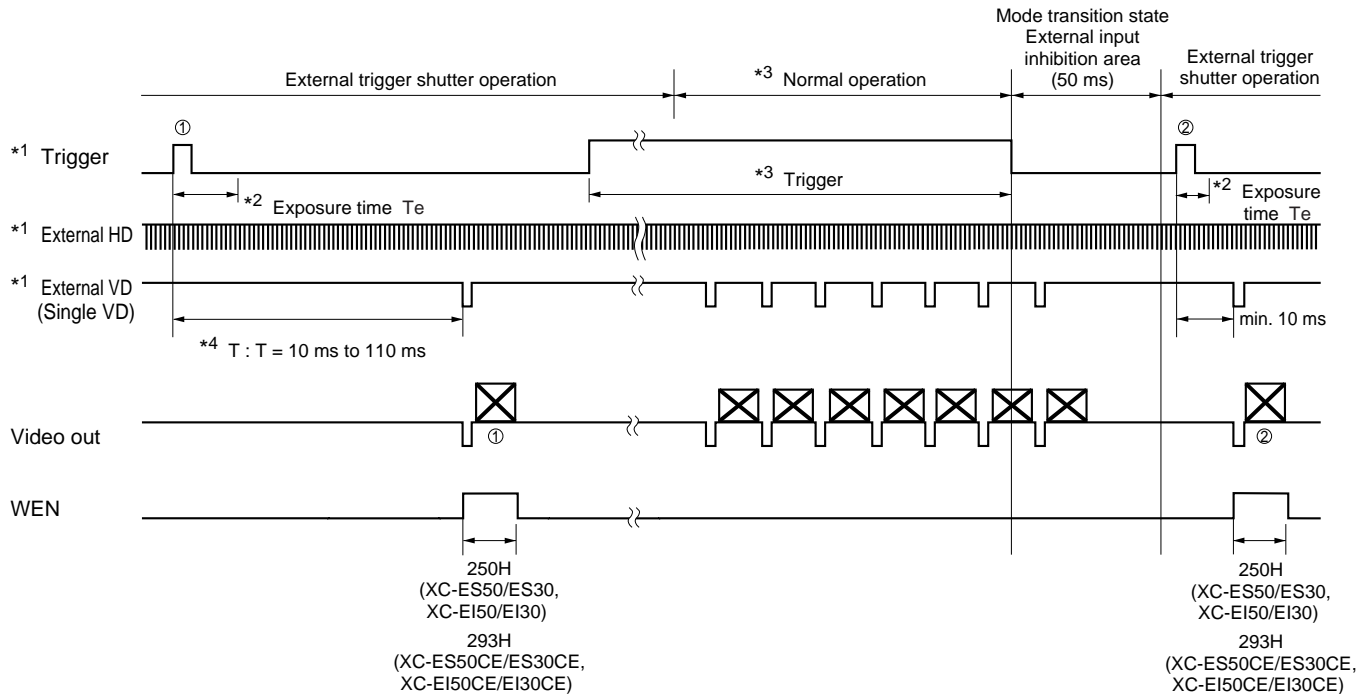 Mode transition state
External input
inhibition area
(50 ms)
External trigger shutter operation
*3 Normal operation
External trigger
shutter operation
①
②
*1 Trigger
*3 Trigger
*2 Exposure time Te
*2 Exposure
time Te
*1 External HD
*1 External VD
(Single VD)
min. 10 ms
*4 T : T = 10 ms to 110 ms
Video out
①
②
WEN
250H
(XC-ES50/ES30,
XC-EI50/EI30)
293H
(XC-ES50CE/ES30CE,
XC-EI50CE/EI30CE)
250H
(XC-ES50/ES30,
XC-EI50/EI30)
293H
(XC-ES50CE/ES30CE,
XC-EI50CE/EI30CE)